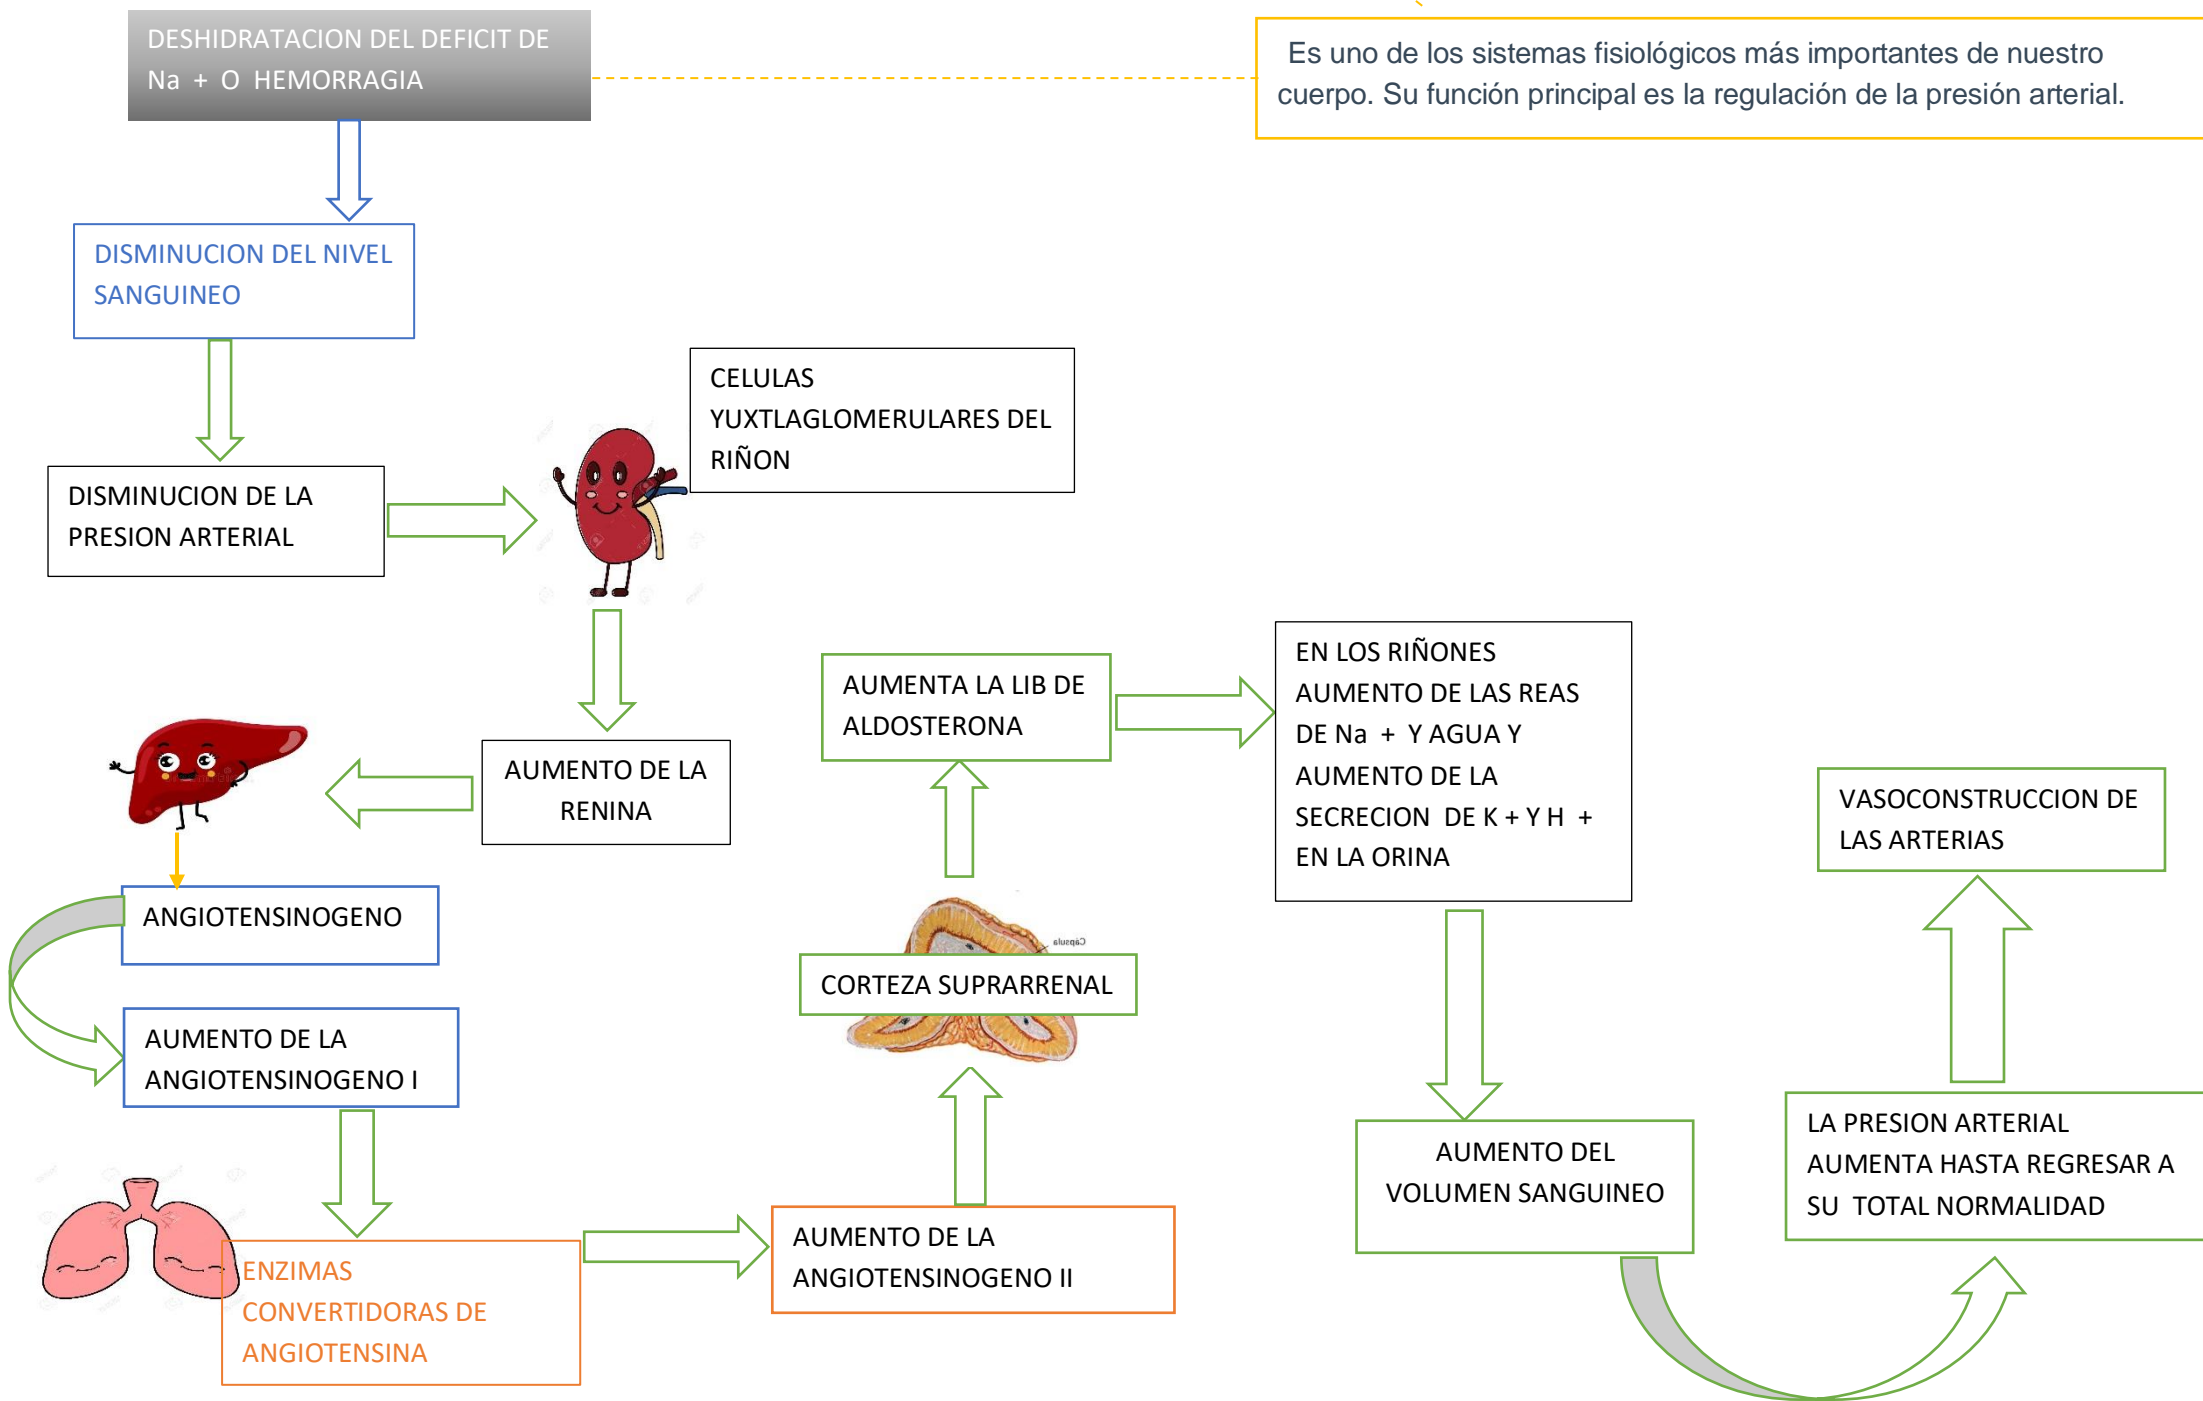 DESHIDRATACION DEL DEFICIT DE
Na + O HEMORRAGIA
Es uno de los sistemas fisiológicos más importantes de nuestro
cuerpo. Su función principal es la regulación de la presión arterial.
DISMINUCION DEL NIVEL
SANGUINEO
CELULAS
YUXTLAGLOMERULARES DEL
RIÑON
DISMINUCION DE LA
PRESION ARTERIAL
AUMENTO DE LA
RENINA
ANGIOTENSINOGENO
AUMENTO DE LA
ANGIOTENSINOGENO I
ENZIMAS
CONVERTIDORAS DE
ANGIOTENSINA
AUMENTO DE LA
ANGIOTENSINOGENO II
Cápsula
CORTEZA SUPRARRENAL
AUMENTA LA LIB DE
ALDOSTERONA
EN LOS RIÑONES
AUMENTO DE LAS REAS
DE Na + Y AGUA Y
AUMENTO DE LA
SECRECION DE K + Y H +
EN LA ORINA
AUMENTO DEL
VOLUMEN SANGUINEO
LA PRESION ARTERIAL
AUMENTA HASTA REGRESAR A
SU TOTAL NORMALIDAD
VASOCONSTRUCCION DE
LAS ARTERIAS